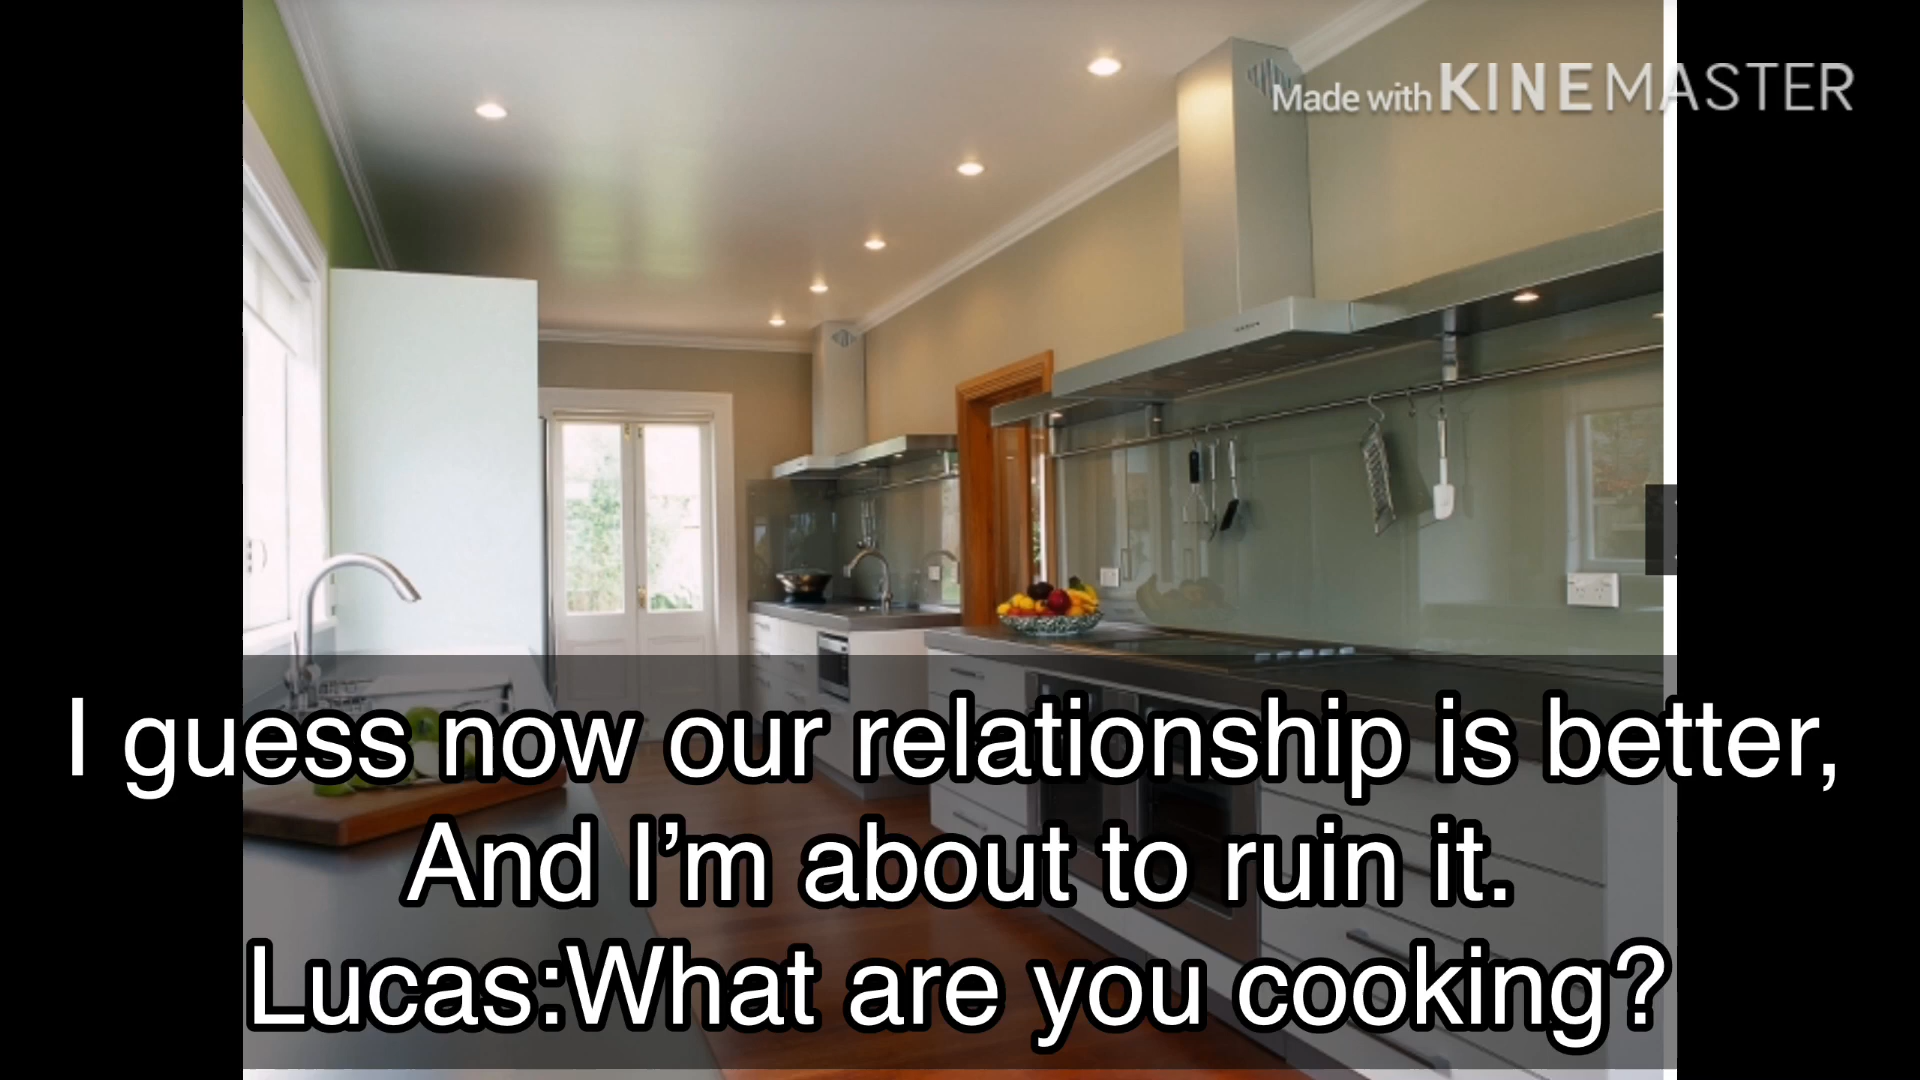 Made with KINEMASTER
I guess now our relationship is better,
And I’m about to ruin it.
Lucas:What are you cooking?